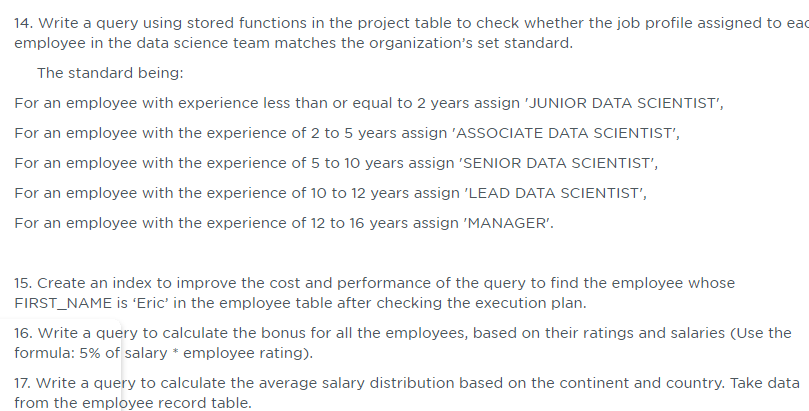 14. Write a query using stored functions in the project table to check whether the job profile assigned to eac
employee in the data science team matches the organization’s set standard.
The standard being:
For an employee with experience less than or equal to 2 years assign 'JUNIOR DATA SCIENTIST',
For an employee with the experience of 2 to 5 years assign 'ASSOCIATE DATA SCIENTIST',
For an employee with the experience of 5 to 10 years assign 'SENIOR DATA SCIENTIST',
For an employee with the experience of 10 to 12 years assign 'LEAD DATA SCIENTIST',
For an employee with the experience of 12 to 16 years assign 'MANAGER'.
15. Create an index to improve the cost and performance of the query to find the employee whose
FIRST_NAME is ‘Eric’ in the employee table after checking the execution plan.
16. Write a query to calculate the bonus for all the employees, based on their ratings and salaries (Use the
formula: 5% of salary * employee rating).
17. Write a query to calculate the average salary distribution based on the continent and country. Take data
from the employee record table.